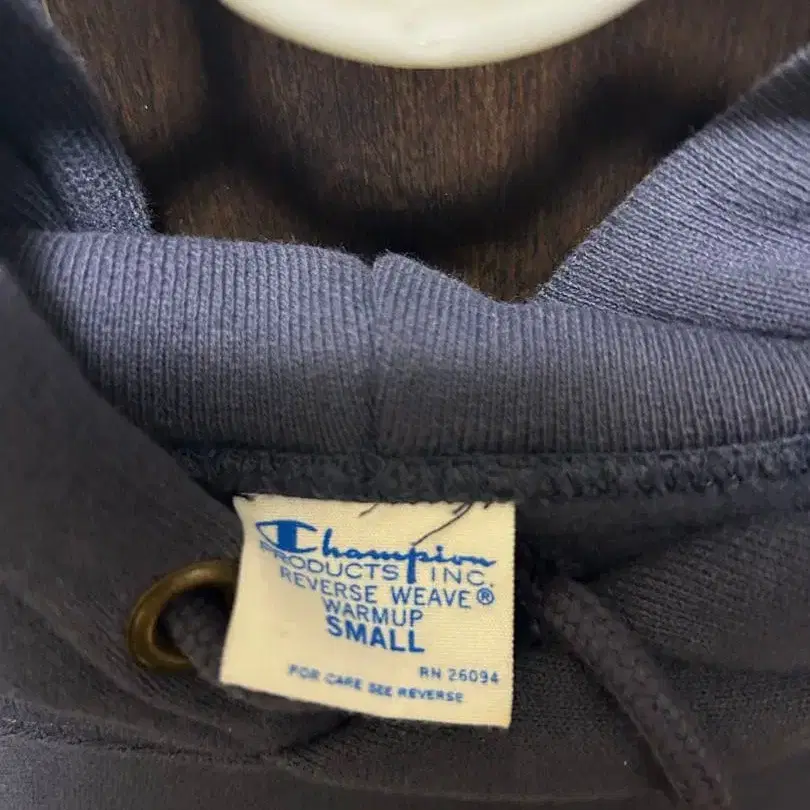 Champion
PRODUCTS INC.
REVERSE WEAVE®
WARMUP
SMALL
RN 26094
FOR CARE SEE REVERSE